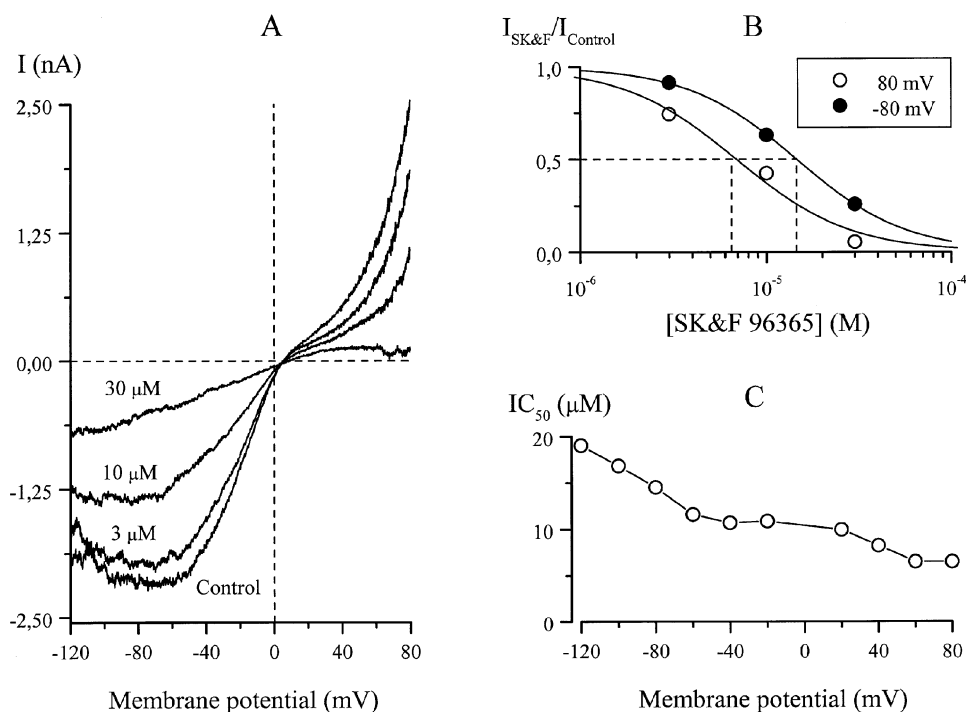 A
I (nA)
2,50
1,25
0,00
-1,25
-2,50
30 μM
10 μM
3 μM
Control
-120
-80
-40
0
40
80
Membrane potential (mV)
B
I_SK&F/I_Control
1,0
0,5
0,0
80 mV
-80 mV
10^-6
10^-5
10^-4
[SK&F 96365] (M)
C
IC_50 (μM)
20
10
0
-120
-80
-40
0
40
80
Membrane potential (mV)